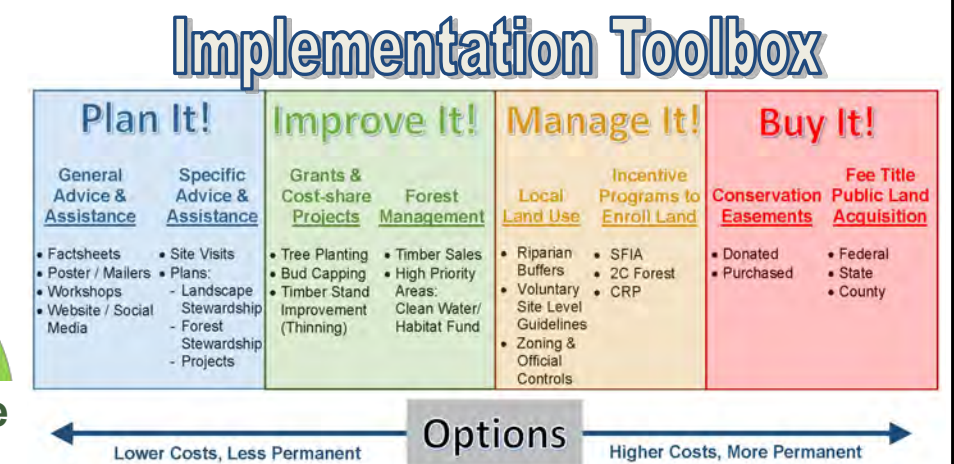 Implementation Toolbox
Plan It!
General
Advice &
Assistance
• Factsheets
• Poster / Mailers
• Workshops
• Website / Social
Media
Specific
Advice &
Assistance
• Site Visits
• Plans:
- Landscape
Stewardship
- Forest
Stewardship
- Projects
Improve It!
Grants &
Cost-share
Projects
• Tree Planting
• Bud Capping
• Timber Stand
Improvement
(Thinning)
Forest
Management
• Timber Sales
• High Priority
Areas:
Clean Water/
Habitat Fund
Manage It!
Local
Land Use
• Riparian
Buffers
• Voluntary
Site Level
Guidelines
• Zoning &
Official
Controls
Incentive
Programs to
Enroll Land
• SFIA
• 2C Forest
• CRP
Buy It!
Conservation
Easements
• Donated
• Purchased
Fee Title
Public Land
Acquisition
• Federal
• State
• County
e
Options
Lower Costs, Less Permanent
Higher Costs, More Permanent